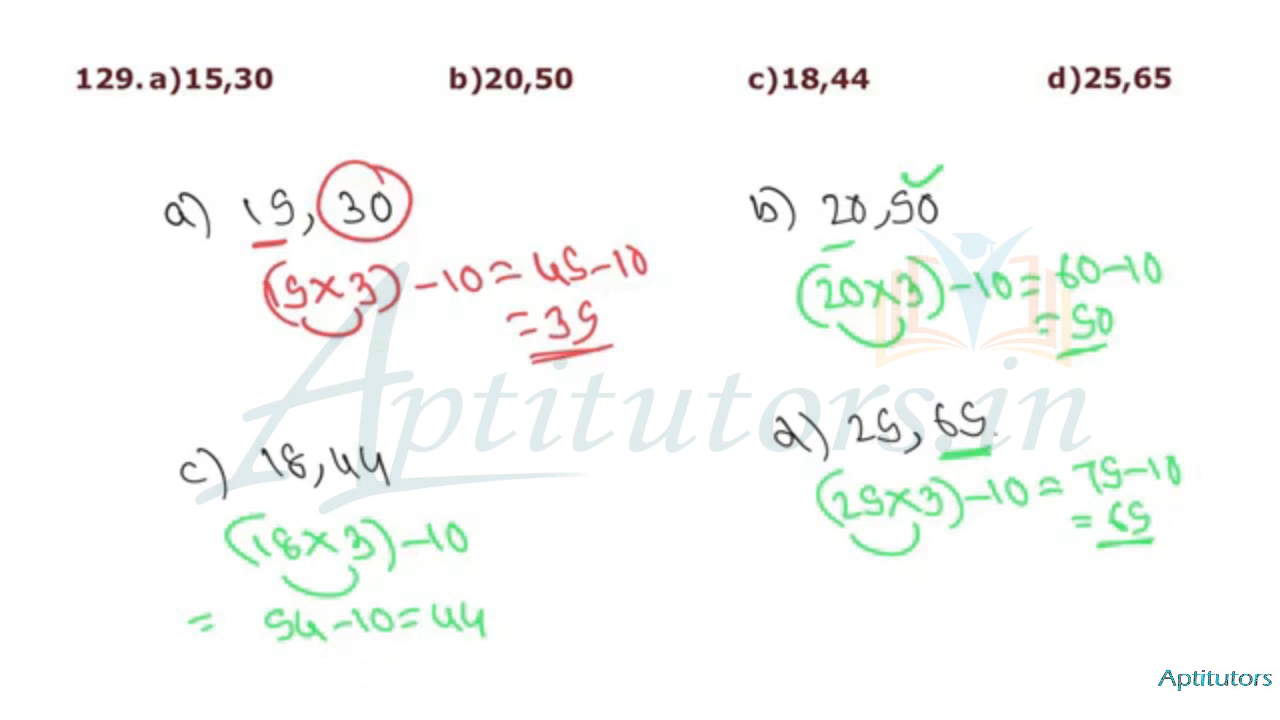 129. a)15,30 b)20,50 c)18,44 d)25,65
a) 15, 30
(15×3)-10 = 45-10
= 35
b) 20,50
(20×3)-10 = 60-10
= 50
Aptitutors.in
c) 18,44
(18×3)-10
= 54-10=44
d) 25, 65.
(25×3)-10 = 75-10
= 65
Aptitutors